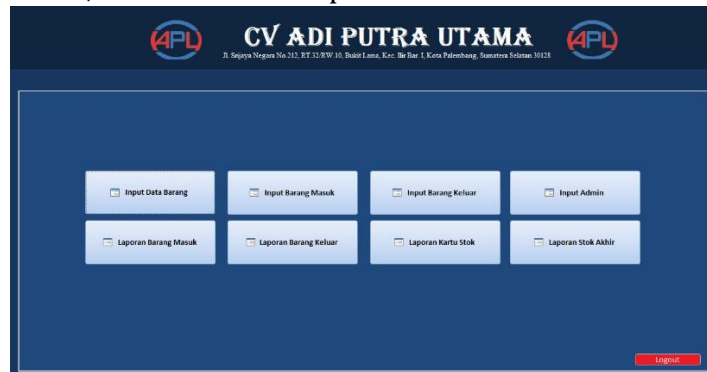 APL CV ADI PUTRA UTAMA APL
Jl. Srijaya Negara No.212, RT.32/RW.10, Bukit Lama, Kec. Ilir Bar. I, Kota Palembang, Sumatera Selatan 30128
Input Data Barang Input Barang Masuk Input Barang Keluar Input Admin
Laporan Barang Masuk Laporan Barang Keluar Laporan Kartu Stok Laporan Stok Akhir
Logout